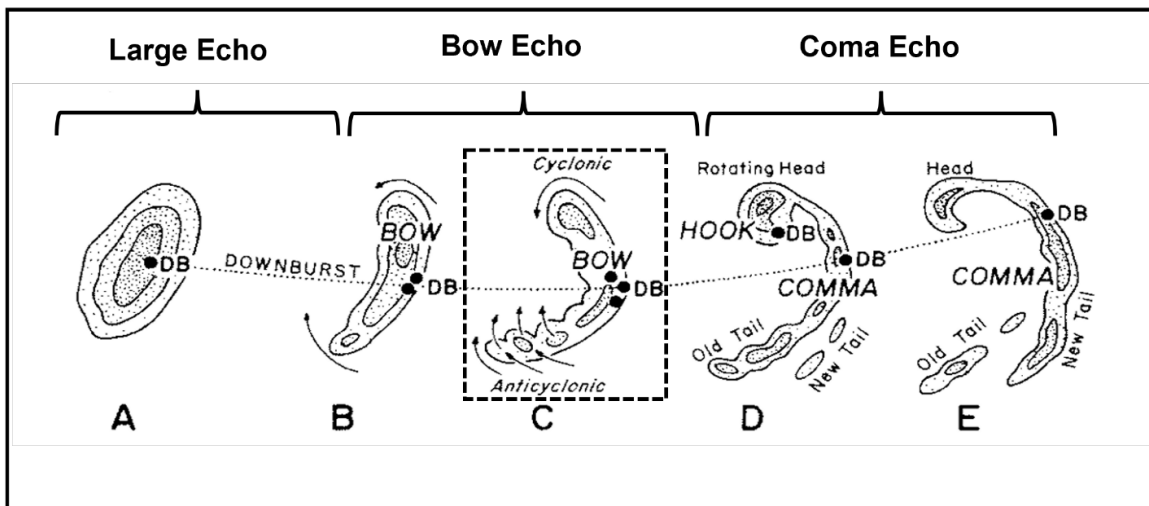 Large Echo
Bow Echo
Coma Echo
Cyclonic
Rotating Head
Head
BOW
HOOK
DB
DB
BOW
DB
DOWNBURST
DB
DB
DB
COMMA
COMMA
Old Tail
New Tail
Old Tail
New Tail
Anticyclonic
A
B
C
D
E